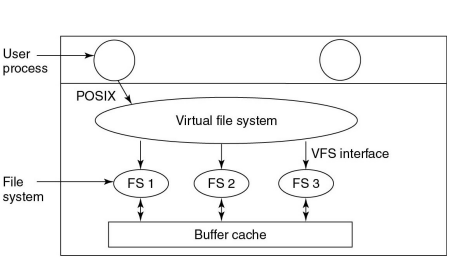 User
process
POSIX
Virtual file system
VFS interface
File
system
FS 1
FS 2
FS 3
Buffer cache